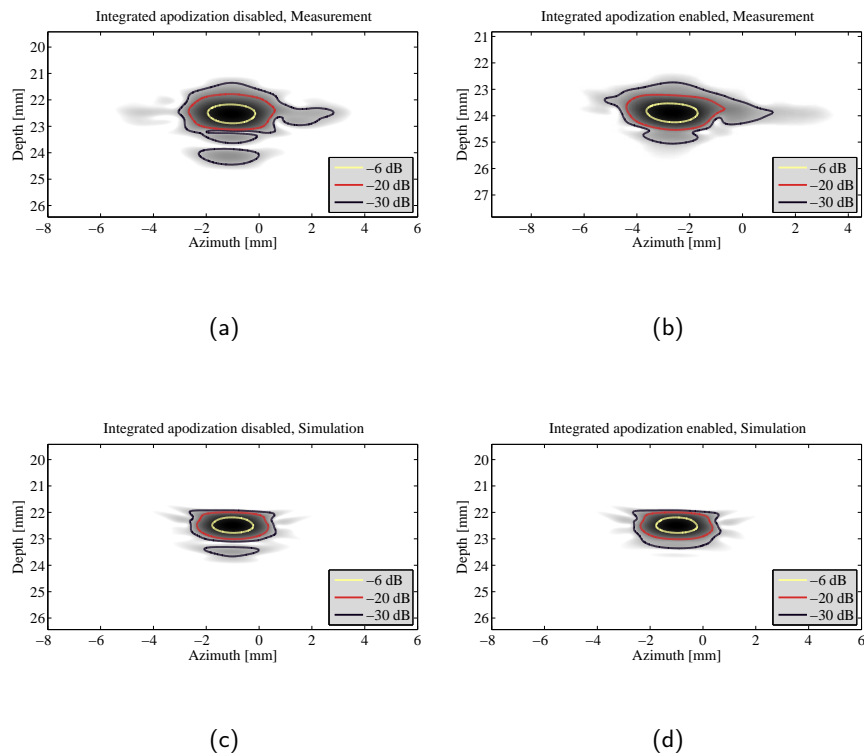 Integrated apodization disabled, Measurement
20
21
22
23
24
25
26
Depth [mm]
−6 dB
−20 dB
−30 dB
−8 −6 −4 −2 0 2 4 6
Azimuth [mm]
(a)
Integrated apodization enabled, Measurement
21
22
23
24
25
26
27
Depth [mm]
−6 dB
−20 dB
−30 dB
−6 −4 −2 0 2 4
Azimuth [mm]
(b)
Integrated apodization disabled, Simulation
20
21
22
23
24
25
26
Depth [mm]
−6 dB
−20 dB
−30 dB
−8 −6 −4 −2 0 2 4 6
Azimuth [mm]
(c)
Integrated apodization enabled, Simulation
20
21
22
23
24
25
26
Depth [mm]
−6 dB
−20 dB
−30 dB
−8 −6 −4 −2 0 2 4 6
Azimuth [mm]
(d)